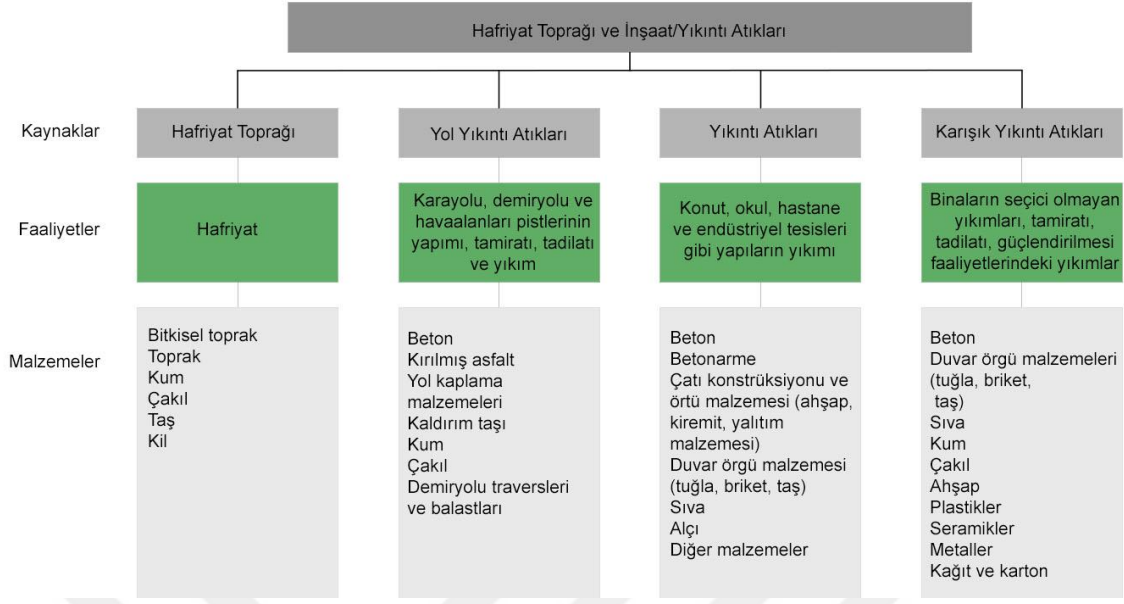 Hafriyat Toprağı ve İnşaat/Yıkıntı Atıkları
Kaynaklar
Hafriyat Toprağı
Yol Yıkıntı Atıkları
Yıkıntı Atıkları
Karışık Yıkıntı Atıkları
Faaliyetler
Hafriyat
Karayolu, demiryolu ve
havaalanları pistlerinin
yapımı, tamiratı, tadilatı
ve yıkım
Konut, okul, hastane
ve endüstriyel tesisleri
gibi yapıların yıkımı
Binaların seçici olmayan
yıkımları, tamiratı,
tadilatı, güçlendirilmesi
faaliyetlerindeki yıkımlar
Malzemeler
Bitkisel toprak
Toprak
Kum
Çakıl
Taş
Kil
Beton
Kırılmış asfalt
Yol kaplama
malzemeleri
Kaldırım taşı
Kum
Çakıl
Demiryolu traversleri
ve balastları
Beton
Betonarme
Çatı konstrüksiyonu ve
örtü malzemesi (ahşap,
kiremit, yalıtım
malzemesi)
Duvar örgü malzemesi
(tuğla, briket, taş)
Sıva
Alçı
Diğer malzemeler
Beton
Duvar örgü malzemeleri
(tuğla, briket,
taş)
Sıva
Kum
Çakıl
Ahşap
Plastikler
Seramikler
Metaller
Kağıt ve karton